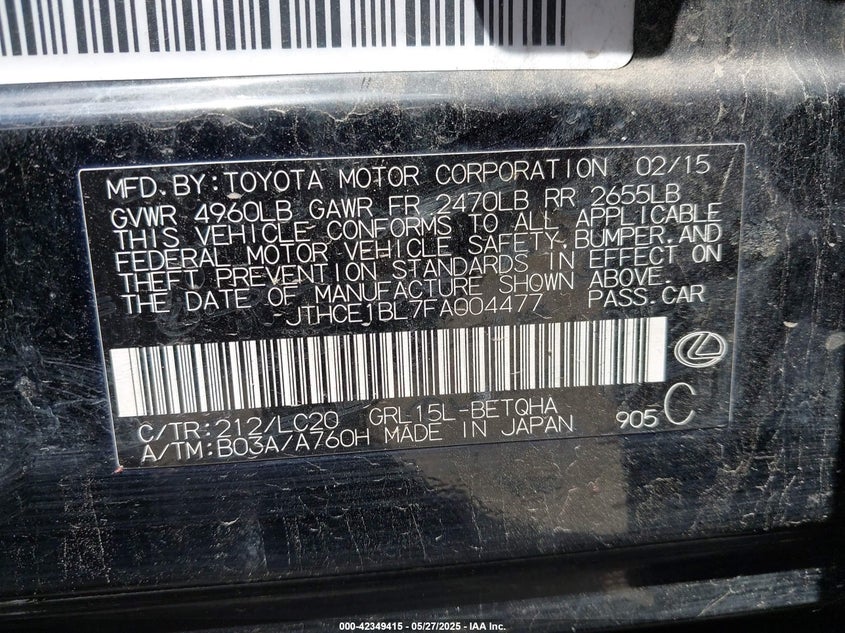 MFD.BY:TOYOTA MOTOR CORPORATION 02/15
GVWR 4960LB GAWR FR 2470LB RR 2655LB
THIS VEHICLE CONFORMS TO ALL APPLICABLE
FEDERAL MOTOR VEHICLE SAFETY,BUMPER,AND
THEFT PREVENTION STANDARDS IN EFFECT ON
THE DATE OF MANUFACTURE SHOWN ABOVE.
JTHCE1BL7FA004477 PASS.CAR
C/TR:212/LC20 GRL15L-BETQHA
A/TM:B03A/A760H MADE IN JAPAN 905 C
000-42349415 - 05/27/2025 - IAA Inc.